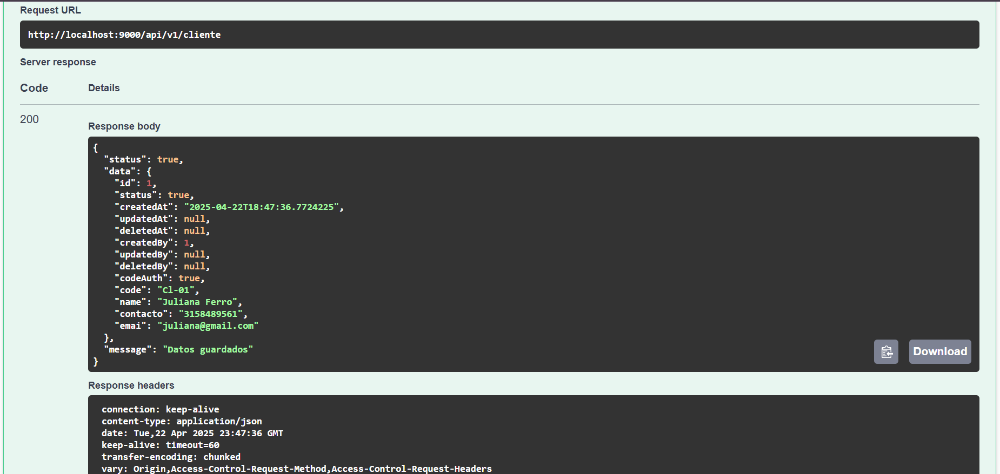 Request URL
http://localhost:9000/api/v1/cliente
Server response
Code Details
200
Response body
{
"status": true,
"data": {
"id": 1,
"status": true,
"createdAt": "2025-04-22T18:47:36.7724225",
"updatedAt": null,
"deletedAt": null,
"createdBy": 1,
"updatedBy": null,
"deletedBy": null,
"codeAuth": true,
"code": "Cl-01",
"name": "Juliana Ferro",
"contacto": "3158489561",
"emai": "juliana@gmail.com"
},
"message": "Datos guardados"
}
Download
Response headers
connection: keep-alive
content-type: application/json
date: Tue,22 Apr 2025 23:47:36 GMT
keep-alive: timeout=60
transfer-encoding: chunked
vary: Origin,Access-Control-Request-Method,Access-Control-Request-Headers